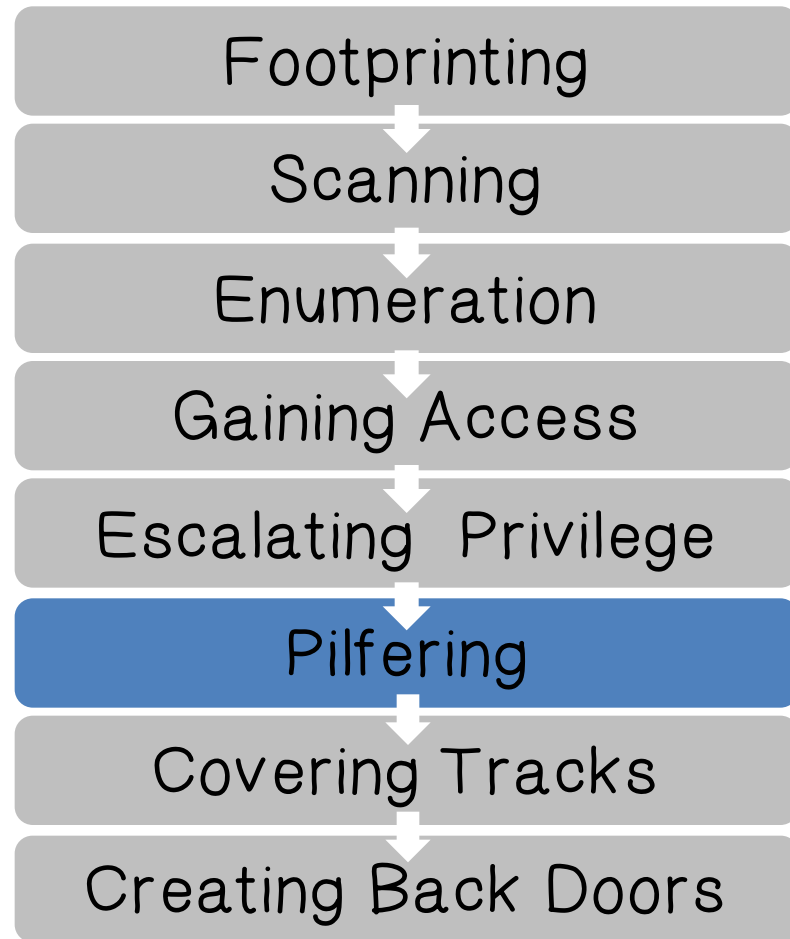 Footprinting
Scanning
Enumeration
Gaining Access
Escalating Privilege
Pilfering
Covering Tracks
Creating Back Doors